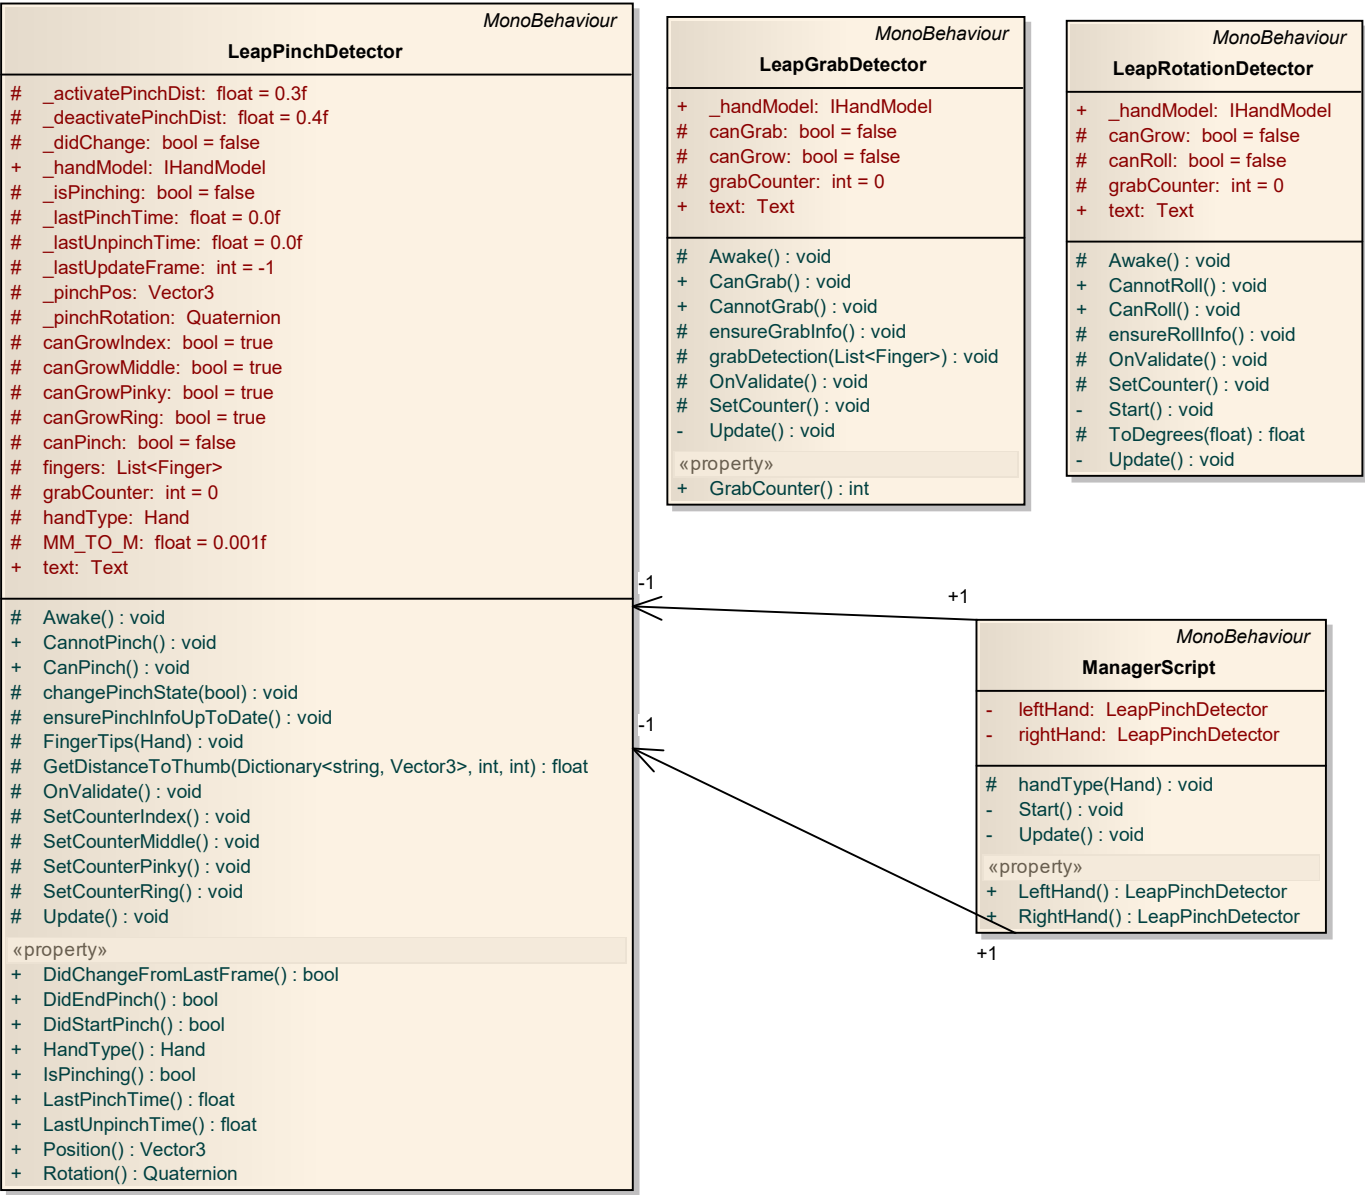 MonoBehaviour
LeapPinchDetector
# _activatePinchDist: float = 0.3f
# _deactivatePinchDist: float = 0.4f
# _didChange: bool = false
+ _handModel: IHandModel
# _isPinching: bool = false
# _lastPinchTime: float = 0.0f
# _lastUnpinchTime: float = 0.0f
# _lastUpdateFrame: int = -1
# _pinchPos: Vector3
# _pinchRotation: Quaternion
# canGrowIndex: bool = true
# canGrowMiddle: bool = true
# canGrowPinky: bool = true
# canGrowRing: bool = true
# canPinch: bool = false
# fingers: List<Finger>
# grabCounter: int = 0
# handType: Hand
# MM_TO_M: float = 0.001f
+ text: Text
# Awake() : void
+ CannotPinch() : void
+ CanPinch() : void
# changePinchState(bool) : void
# ensurePinchInfoUpToDate() : void
# FingerTips(Hand) : void
# GetDistanceToThumb(Dictionary<string, Vector3>, int, int) : float
# OnValidate() : void
# SetCounterIndex() : void
# SetCounterMiddle() : void
# SetCounterPinky() : void
# SetCounterRing() : void
# Update() : void
«property»
+ DidChangeFromLastFrame() : bool
+ DidEndPinch() : bool
+ DidStartPinch() : bool
+ HandType() : Hand
+ IsPinching() : bool
+ LastPinchTime() : float
+ LastUnpinchTime() : float
+ Position() : Vector3
+ Rotation() : Quaternion
MonoBehaviour
LeapGrabDetector
+ _handModel: IHandModel
# canGrab: bool = false
# canGrow: bool = false
# grabCounter: int = 0
+ text: Text
# Awake() : void
+ CanGrab() : void
+ CannotGrab() : void
# ensureGrabInfo() : void
# grabDetection(List<Finger>) : void
# OnValidate() : void
# SetCounter() : void
- Update() : void
«property»
+ GrabCounter() : int
MonoBehaviour
LeapRotationDetector
+ _handModel: IHandModel
# canGrow: bool = false
# canRoll: bool = false
# grabCounter: int = 0
+ text: Text
# Awake() : void
+ CannotRoll() : void
+ CanRoll() : void
# ensureRollInfo() : void
# OnValidate() : void
# SetCounter() : void
- Start() : void
# ToDegrees(float) : float
- Update() : void
-1
+1
-1
MonoBehaviour
ManagerScript
- leftHand: LeapPinchDetector
- rightHand: LeapPinchDetector
# handType(Hand) : void
- Start() : void
- Update() : void
«property»
+ LeftHand() : LeapPinchDetector
+ RightHand() : LeapPinchDetector
+1